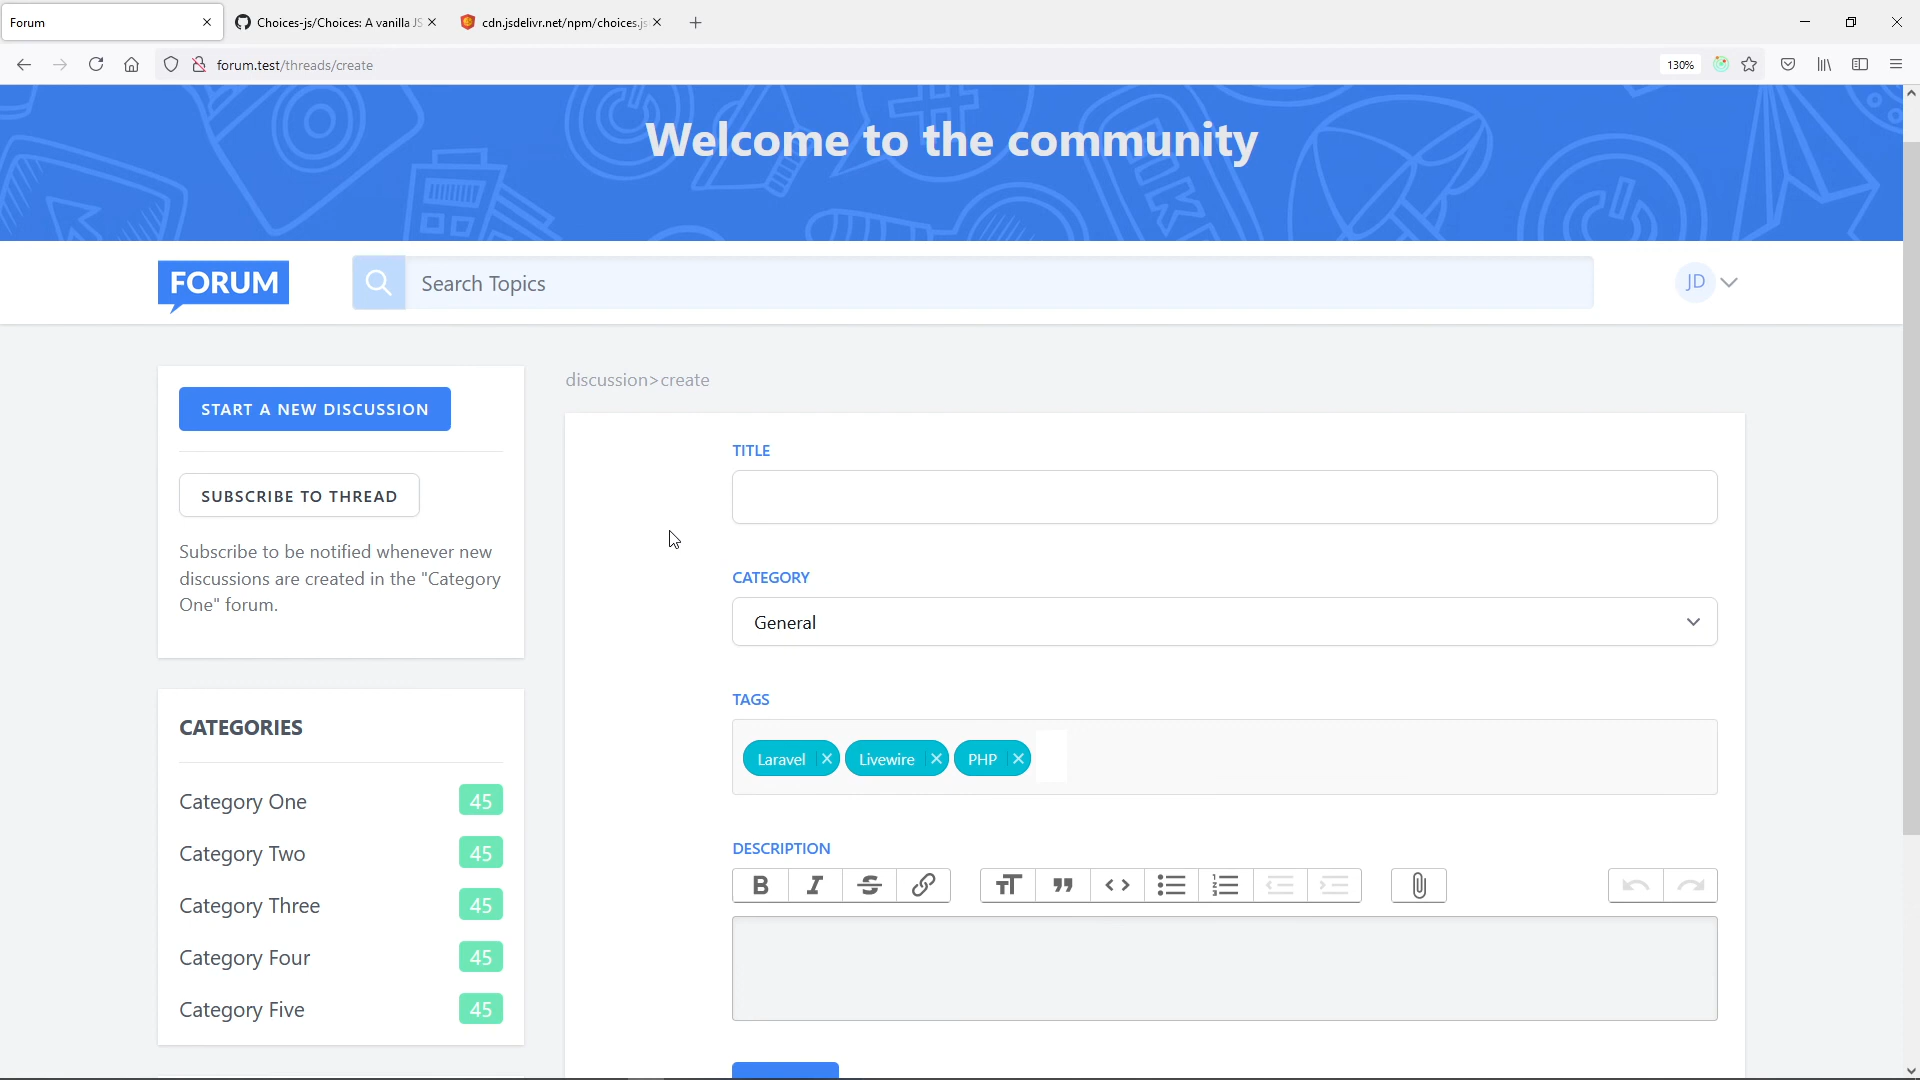 Forum
Choices-js/Choices: A vanilla JS
cdn.jsdelivr.net/npm/choices.js
forum.test/threads/create
130%
Welcome to the community
FORUM
Search Topics
JD
START A NEW DISCUSSION
SUBSCRIBE TO THREAD
Subscribe to be notified whenever new
discussions are created in the "Category
One" forum.
CATEGORIES
Category One 45
Category Two 45
Category Three 45
Category Four 45
Category Five 45
discussion>create
TITLE
CATEGORY
General
TAGS
Laravel
Livewire
PHP
DESCRIPTION